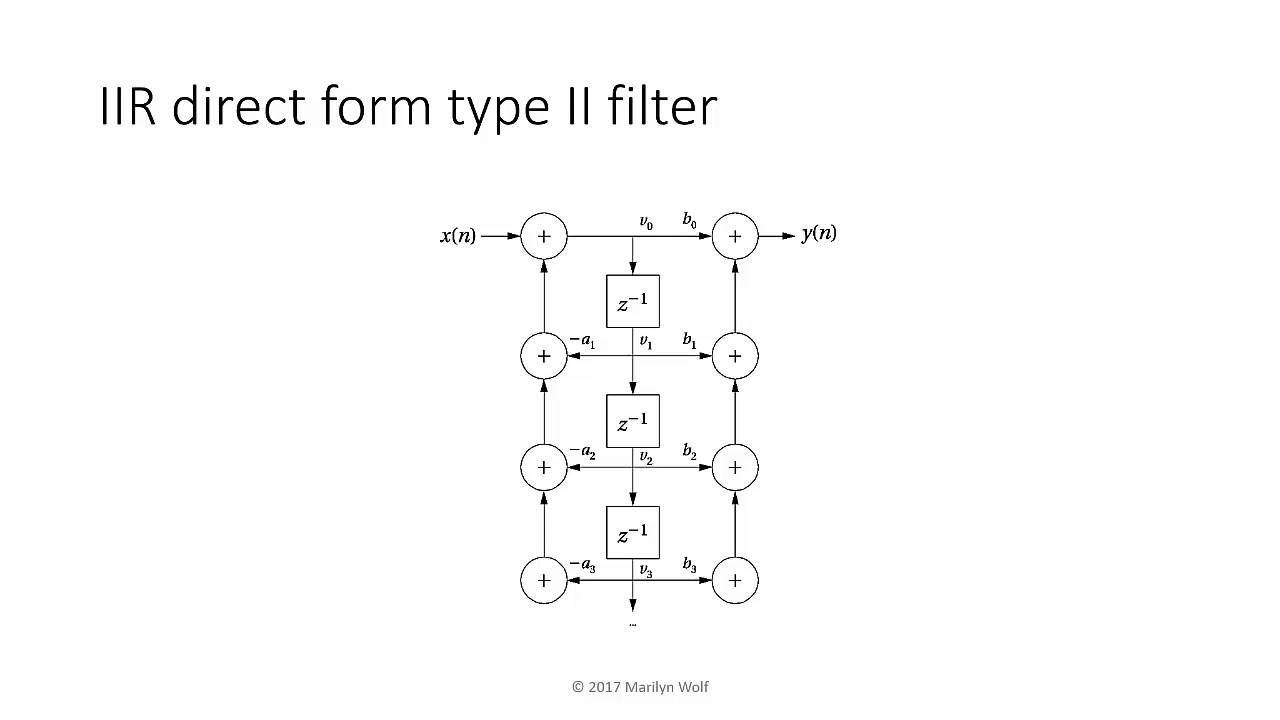 IIR direct form type II filter
x(n) + v₀ b₀ + y(n)
z⁻¹
+ −a₁ v₁ b₁ +
z⁻¹
+ −a₂ v₂ b₂ +
z⁻¹
+ −a₃ v₃ b₃ +
...
© 2017 Marilyn Wolf